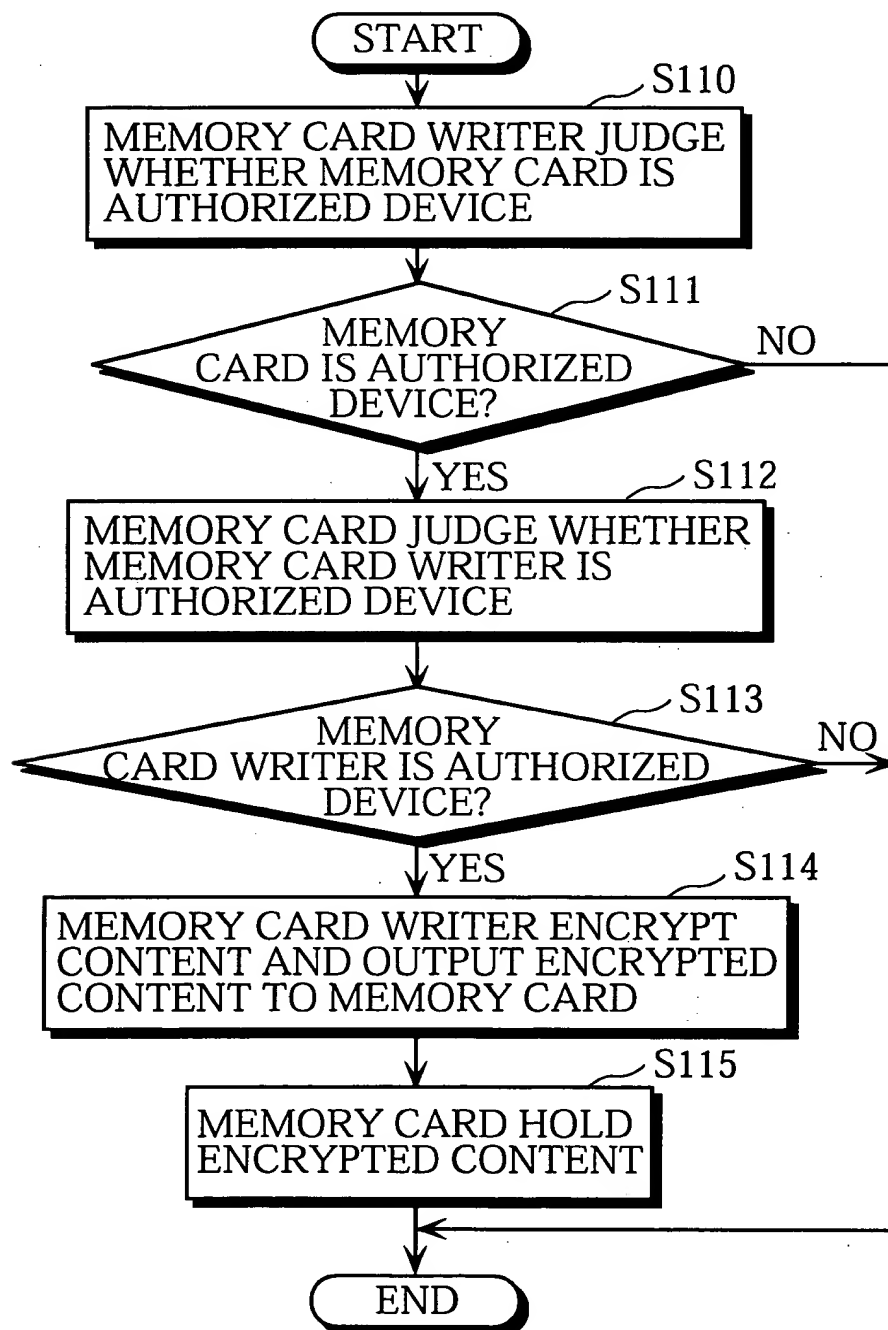 START
S110
MEMORY CARD WRITER JUDGE
WHETHER MEMORY CARD IS
AUTHORIZED DEVICE
S111
MEMORY
CARD IS AUTHORIZED
DEVICE?
NO
YES
S112
MEMORY CARD JUDGE WHETHER
MEMORY CARD WRITER IS
AUTHORIZED DEVICE
S113
MEMORY
CARD WRITER IS AUTHORIZED
DEVICE?
NO
YES
S114
MEMORY CARD WRITER ENCRYPT
CONTENT AND OUTPUT ENCRYPTED
CONTENT TO MEMORY CARD
S115
MEMORY CARD HOLD
ENCRYPTED CONTENT
END